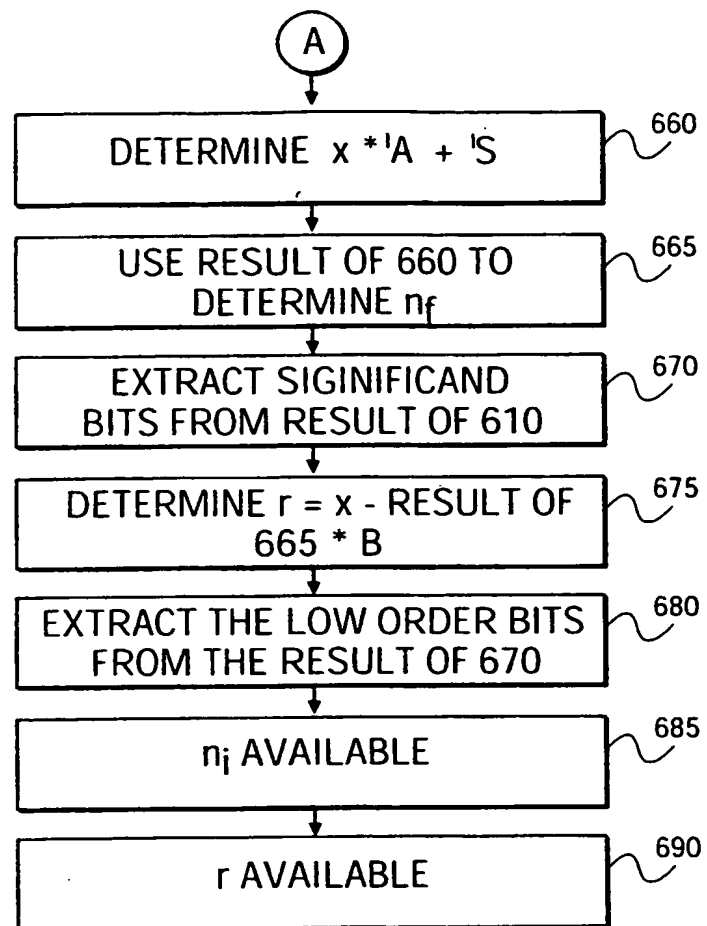 A
DETERMINE x * 'A + 'S
660
USE RESULT OF 660 TO
DETERMINE nf
665
EXTRACT SIGINIFICAND
BITS FROM RESULT OF 610
670
DETERMINE r = x - RESULT OF
665 * B
675
EXTRACT THE LOW ORDER BITS
FROM THE RESULT OF 670
680
ni AVAILABLE
685
r AVAILABLE
690